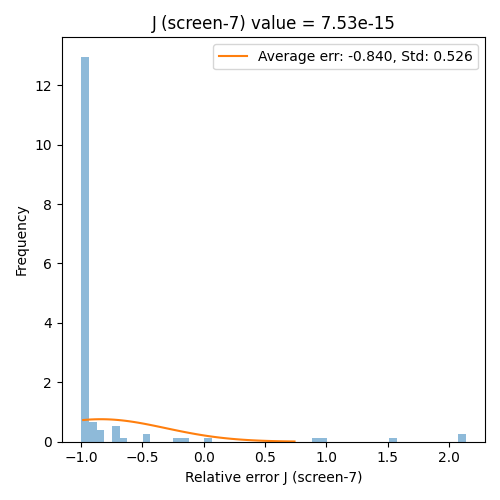 J (screen-7) value = 7.53e-15
Average err: -0.840, Std: 0.526
Frequency
12
10
8
6
4
2
0
−1.0 −0.5 0.0 0.5 1.0 1.5 2.0
Relative error J (screen-7)